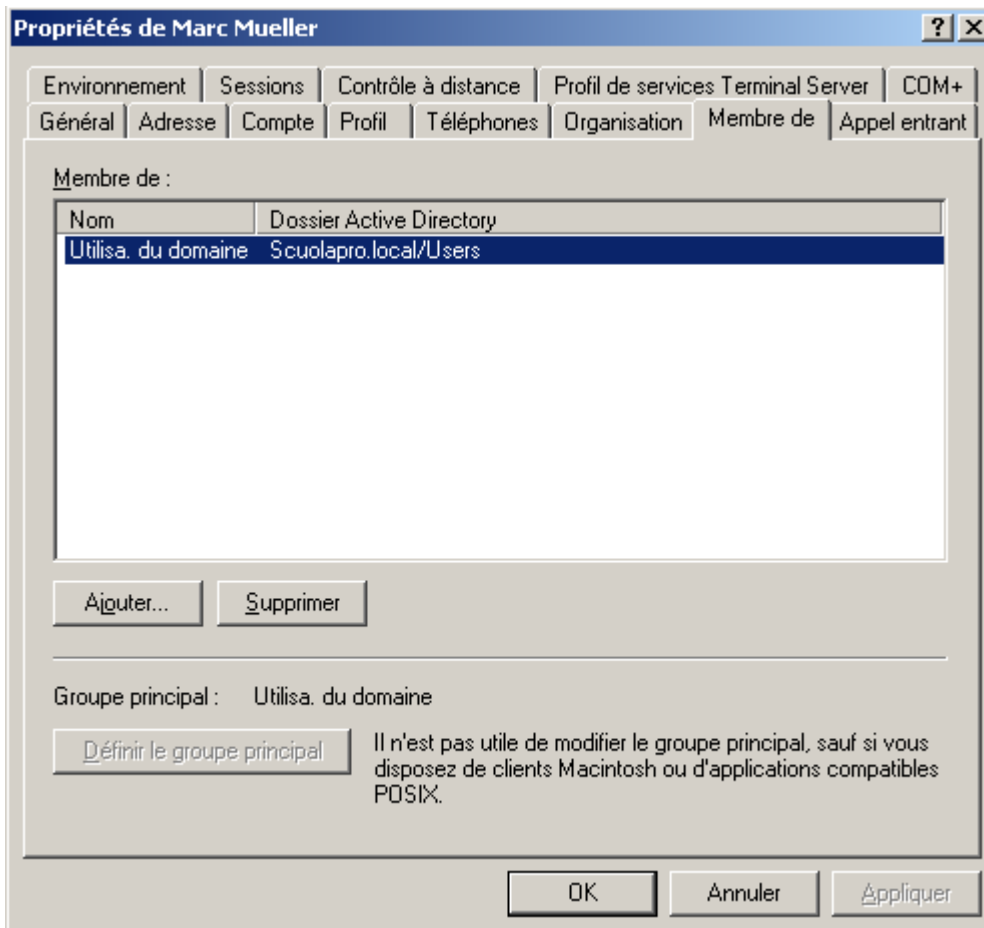 Propriétés de Marc Mueller
Environnement Sessions Contrôle à distance Profil de services Terminal Server COM+
Général Adresse Compte Profil Téléphones Organisation Membre de Appel entrant
Membre de :
Nom Dossier Active Directory
Utilisa. du domaine Scuolapro.local/Users
Ajouter... Supprimer
Groupe principal : Utilisa. du domaine
Définir le groupe principal
Il n'est pas utile de modifier le groupe principal, sauf si vous
disposez de clients Macintosh ou d'applications compatibles
POSIX.
OK Annuler Appliquer